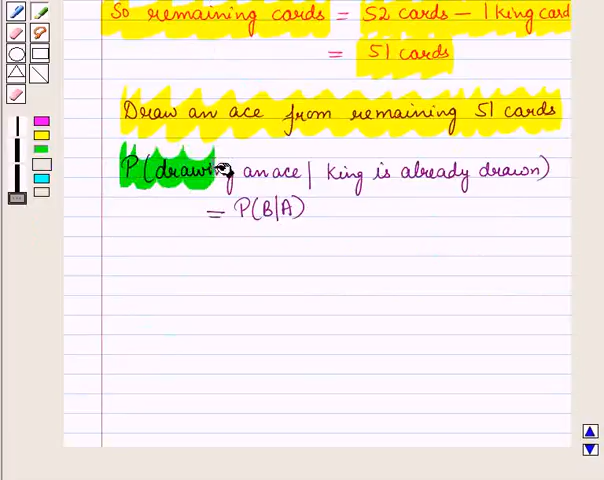 So remaining cards = 52 cards - 1 king card
= 51 cards
Draw an ace from remaining 51 cards
P(drawing an ace | King is already drawn)
= P(B|A)